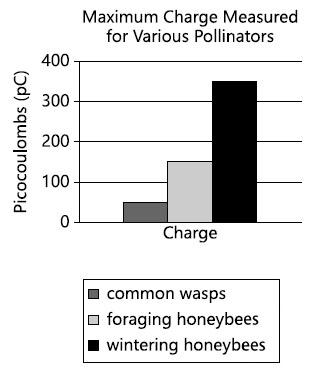 Maximum Charge Measured
for Various Pollinators
Picocoulombs (pC)
400
300
200
100
0
Charge
common wasps
foraging honeybees
wintering honeybees